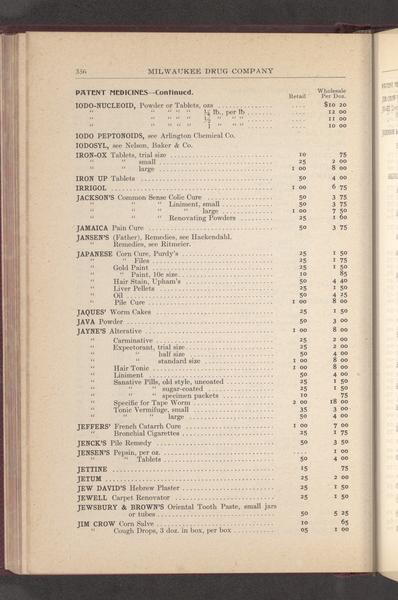 336 MILWAUKEE DRUG COMPANY
PATENT MEDICINES—Continued. Retail Wholesale Per Doz.
IODO-NUCLEOID, Powder or Tablets, ozs .... $10 20
" " " " ¼ lb., per lb .... 12 00
" " " " ½ " " " .... 11 00
" " " " 1 " " " .... 10 00
IODO PEPTONOIDS, see Arlington Chemical Co.
IODOSYL, see Nelson, Baker & Co.
IRON-OX Tablets, trial size .... 10 75
" " small .... 25 2 00
" " large .... 1 00 8 00
IRON UP Tablets .... 50 4 00
IRRIGOL .... 1 00 6 75
JACKSON'S Common Sense Colic Cure .... 50 3 75
" " " Liniment, small .... 50 3 75
" " " " large .... 1 00 7 50
" " " Renovating Powders .... 25 1 60
JAMAICA Pain Cure .... 50 3 75
JANSEN'S (Father), Remedies, see Hackendahl.
" Remedies, see Ritmeier.
JAPANESE Corn Cure, Purdy's .... 25 1 50
" " Files .... 25 1 75
" Gold Paint .... 25 1 50
" " Paint, 10c size .... 10 85
" Hair Stain, Upham's .... 50 4 40
" Liver Pellets .... 25 1 50
" Oil .... 50 4 25
" Pile Cure .... 1 00 8 00
JAQUES' Worm Cakes .... 25 1 50
JAVA Powder .... 50 3 00
JAYNE'S Alterative .... 1 00 8 00
" Carminative .... 25 2 00
" Expectorant, trial size .... 25 2 00
" " half size .... 50 4 00
" " standard size .... 1 00 8 00
" Hair Tonic .... 1 00 8 00
" Liniment .... 50 4 00
" Sanative Pills, old style, uncoated .... 25 1 50
" " " sugar-coated .... 25 1 50
" " " specimen packets .... 10 75
" Specific for Tape Worm .... 2 00 18 00
" Tonic Vermifuge, small .... 35 3 00
" " " large .... 50 4 00
JEFFERS' French Catarrh Cure .... 1 00 7 00
" Bronchial Cigarettes .... 25 1 75
JENCK'S Pile Remedy .... 50 3 50
JENSEN'S Pepsin, per oz. .... 1 00
" " Tablets .... 50 4 00
JETTINE .... 15 75
JETUM .... 25 2 00
JEW DAVID'S Hebrew Plaster .... 25 1 50
JEWELL Carpet Renovator .... 25 1 50
JEWSBURY & BROWN'S Oriental Tooth Paste, small jars
or tubes .... 50 5 25
JIM CROW Corn Salve .... 10 65
" Cough Drops, 3 doz. in box, per box .... 05 1 00